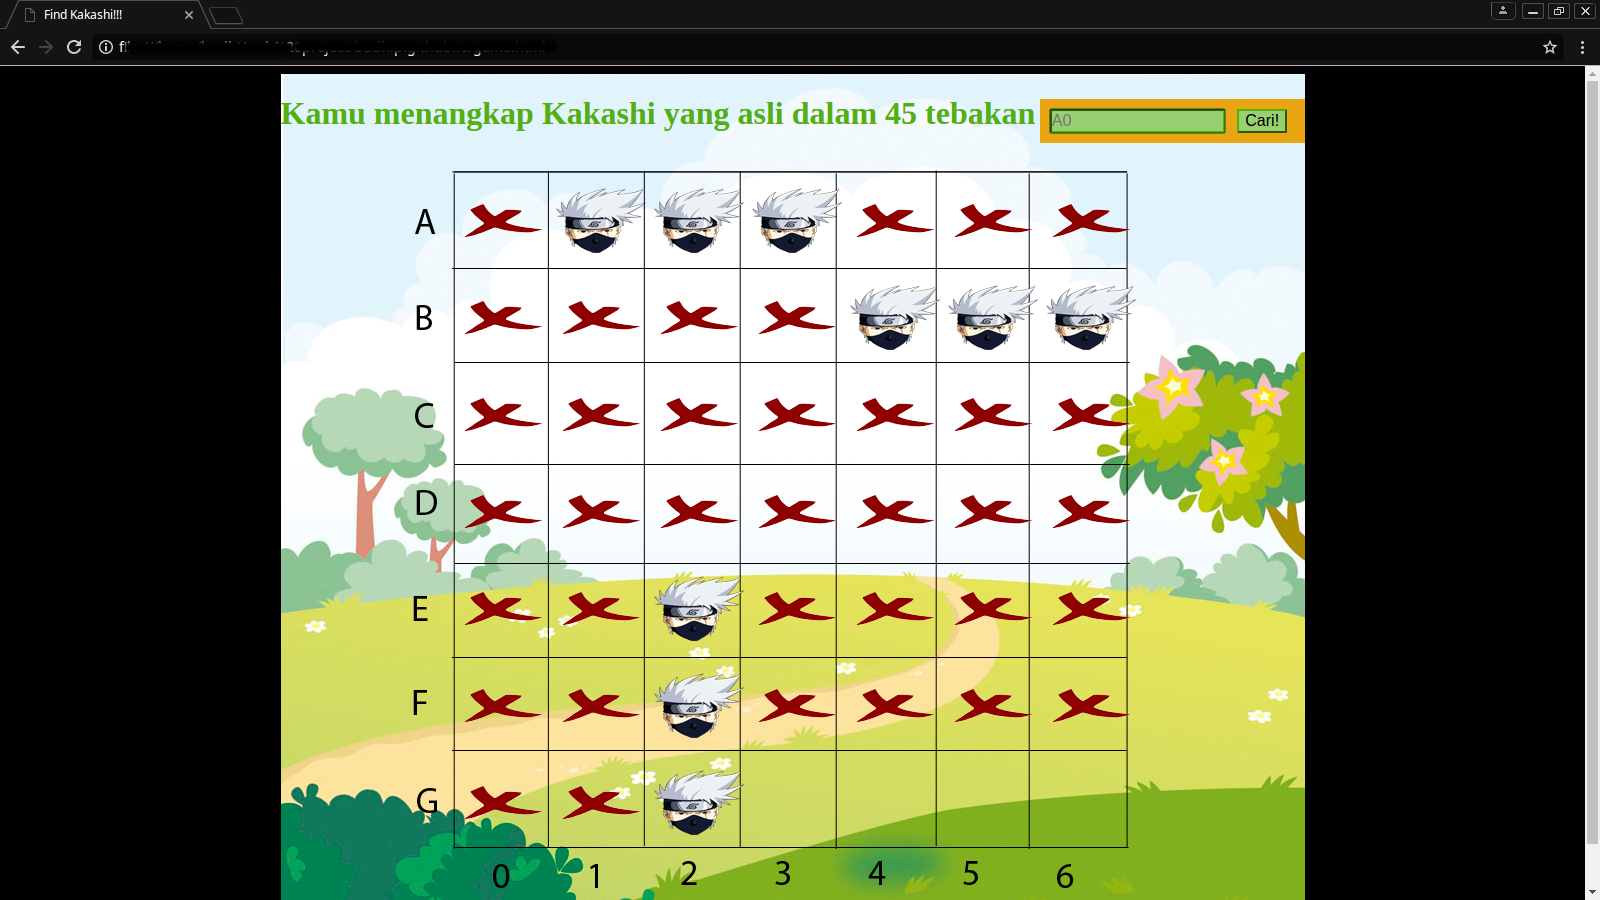 Find Kakashi!!!
Kamu menangkap Kakashi yang asli dalam 45 tebakan
A0
Cari!
A
B
C
D
E
F
G
0 1 2 3 4 5 6